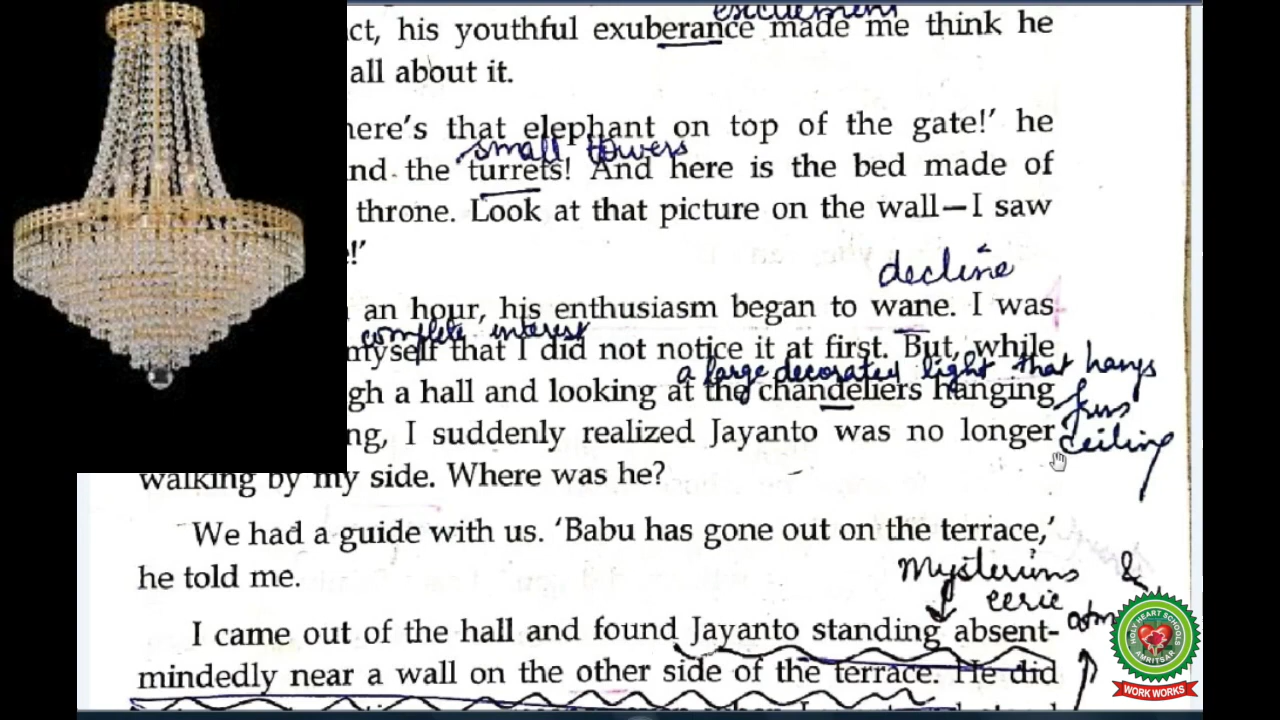 excitement
ct, his youthful exuberance made me think he
all about it.
here's that elephant on top of the gate!' he
small towers
nd the turrets! And here is the bed made of
throne. Look at that picture on the wall—I saw
!'
decline
an hour, his enthusiasm began to wane. I was
complete interest
myself that I did not notice it at first. But, while
a large decorated light that hangs
gh a hall and looking at the chandeliers hanging
from
ng, I suddenly realized Jayanto was no longer
ceiling
walking by my side. Where was he?
We had a guide with us. 'Babu has gone out on the terrace,'
he told me.
Mysterious &
eerie
I came out of the hall and found Jayanto standing absent-
mindedly near a wall on the other side of the terrace. He did
HOLY HEART SCHOOLS
AMRITSAR
WORK WORKS